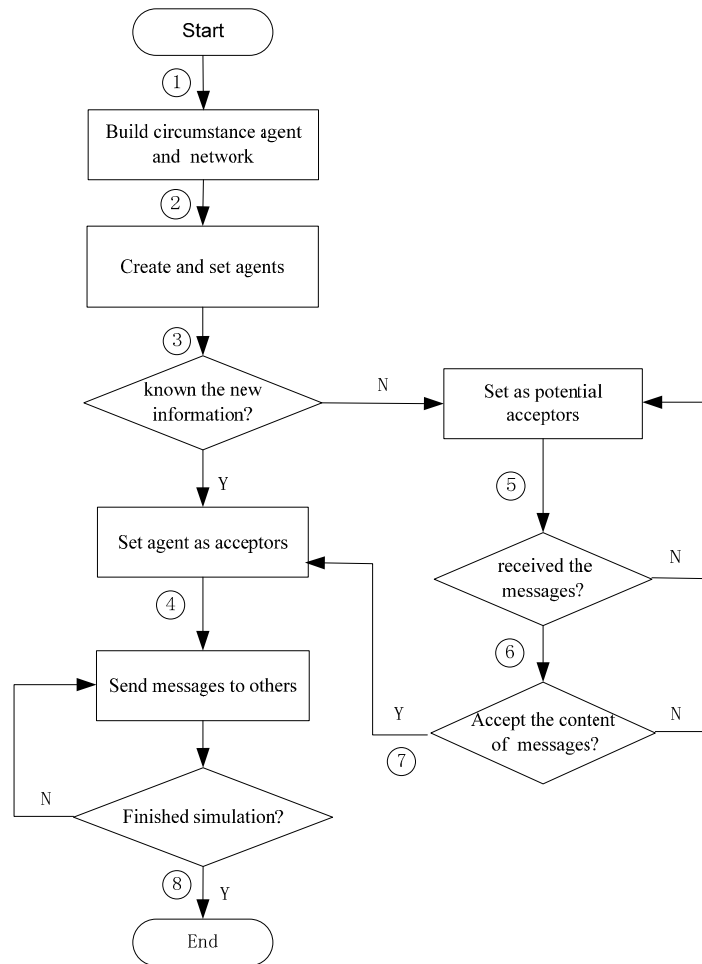 Start
①
Build circumstance agent
and network
②
Create and set agents
③
known the new
information?
N
Set as potential
acceptors
Y
⑤
Set agent as acceptors
received the
messages?
N
④
⑥
Send messages to others
Accept the content
of messages?
Y
N
⑦
N
Finished simulation?
⑧
Y
End